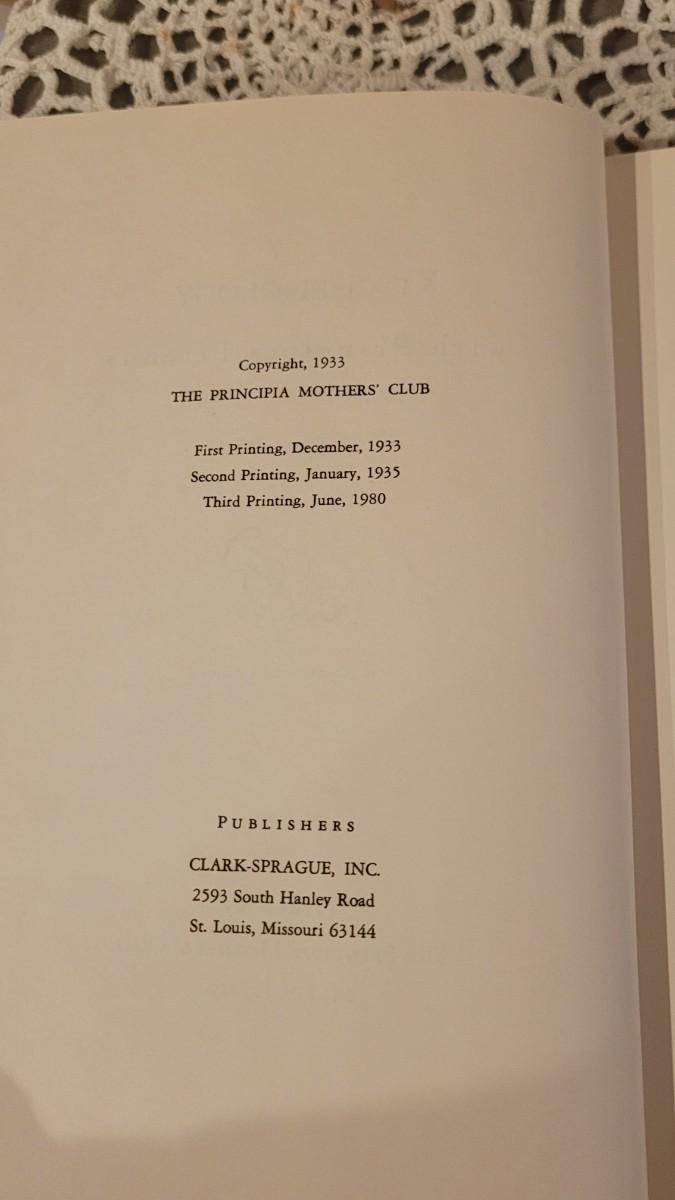 Copyright, 1933
THE PRINCIPIA MOTHERS' CLUB
First Printing, December, 1933
Second Printing, January, 1935
Third Printing, June, 1980
PUBLISHERS
CLARK-SPRAGUE, INC.
2593 South Hanley Road
St. Louis, Missouri 63144